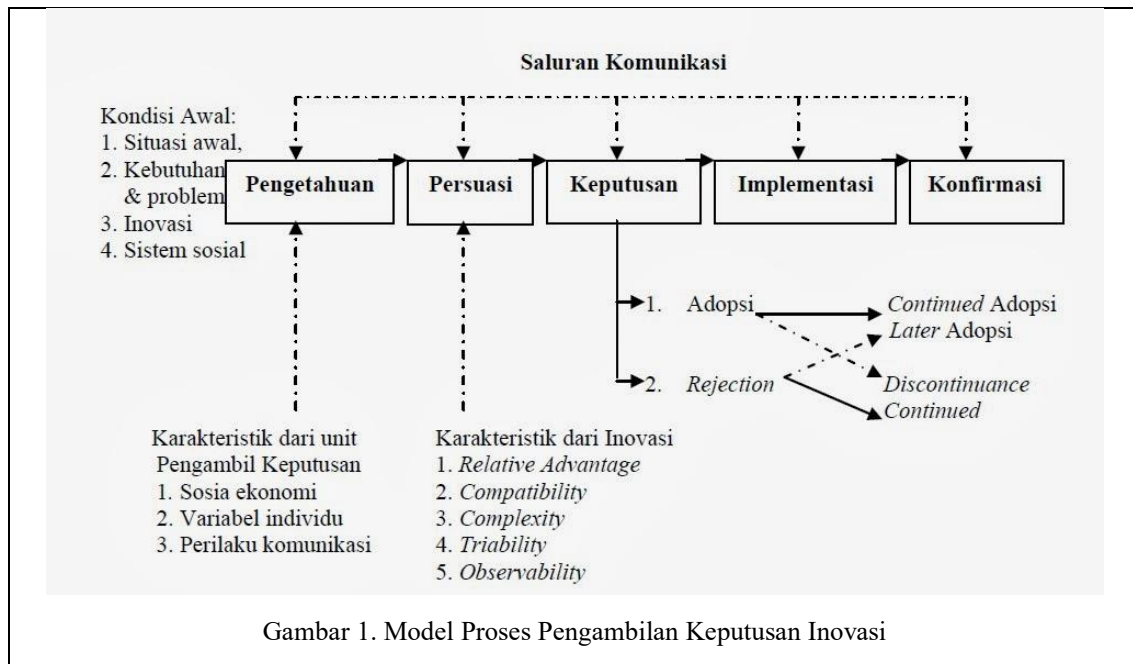 Saluran Komunikasi
Kondisi Awal:
1. Situasi awal,
2. Kebutuhan
& problem
3. Inovasi
4. Sistem sosial
Pengetahuan
Persuasi
Keputusan
Implementasi
Konfirmasi
1. Adopsi
Continued Adopsi
Later Adopsi
2. Rejection
Discontinuance
Continued
Karakteristik dari unit
Pengambil Keputusan
1. Sosia ekonomi
2. Variabel individu
3. Perilaku komunikasi
Karakteristik dari Inovasi
1. Relative Advantage
2. Compatibility
3. Complexity
4. Triability
5. Observability
Gambar 1. Model Proses Pengambilan Keputusan Inovasi